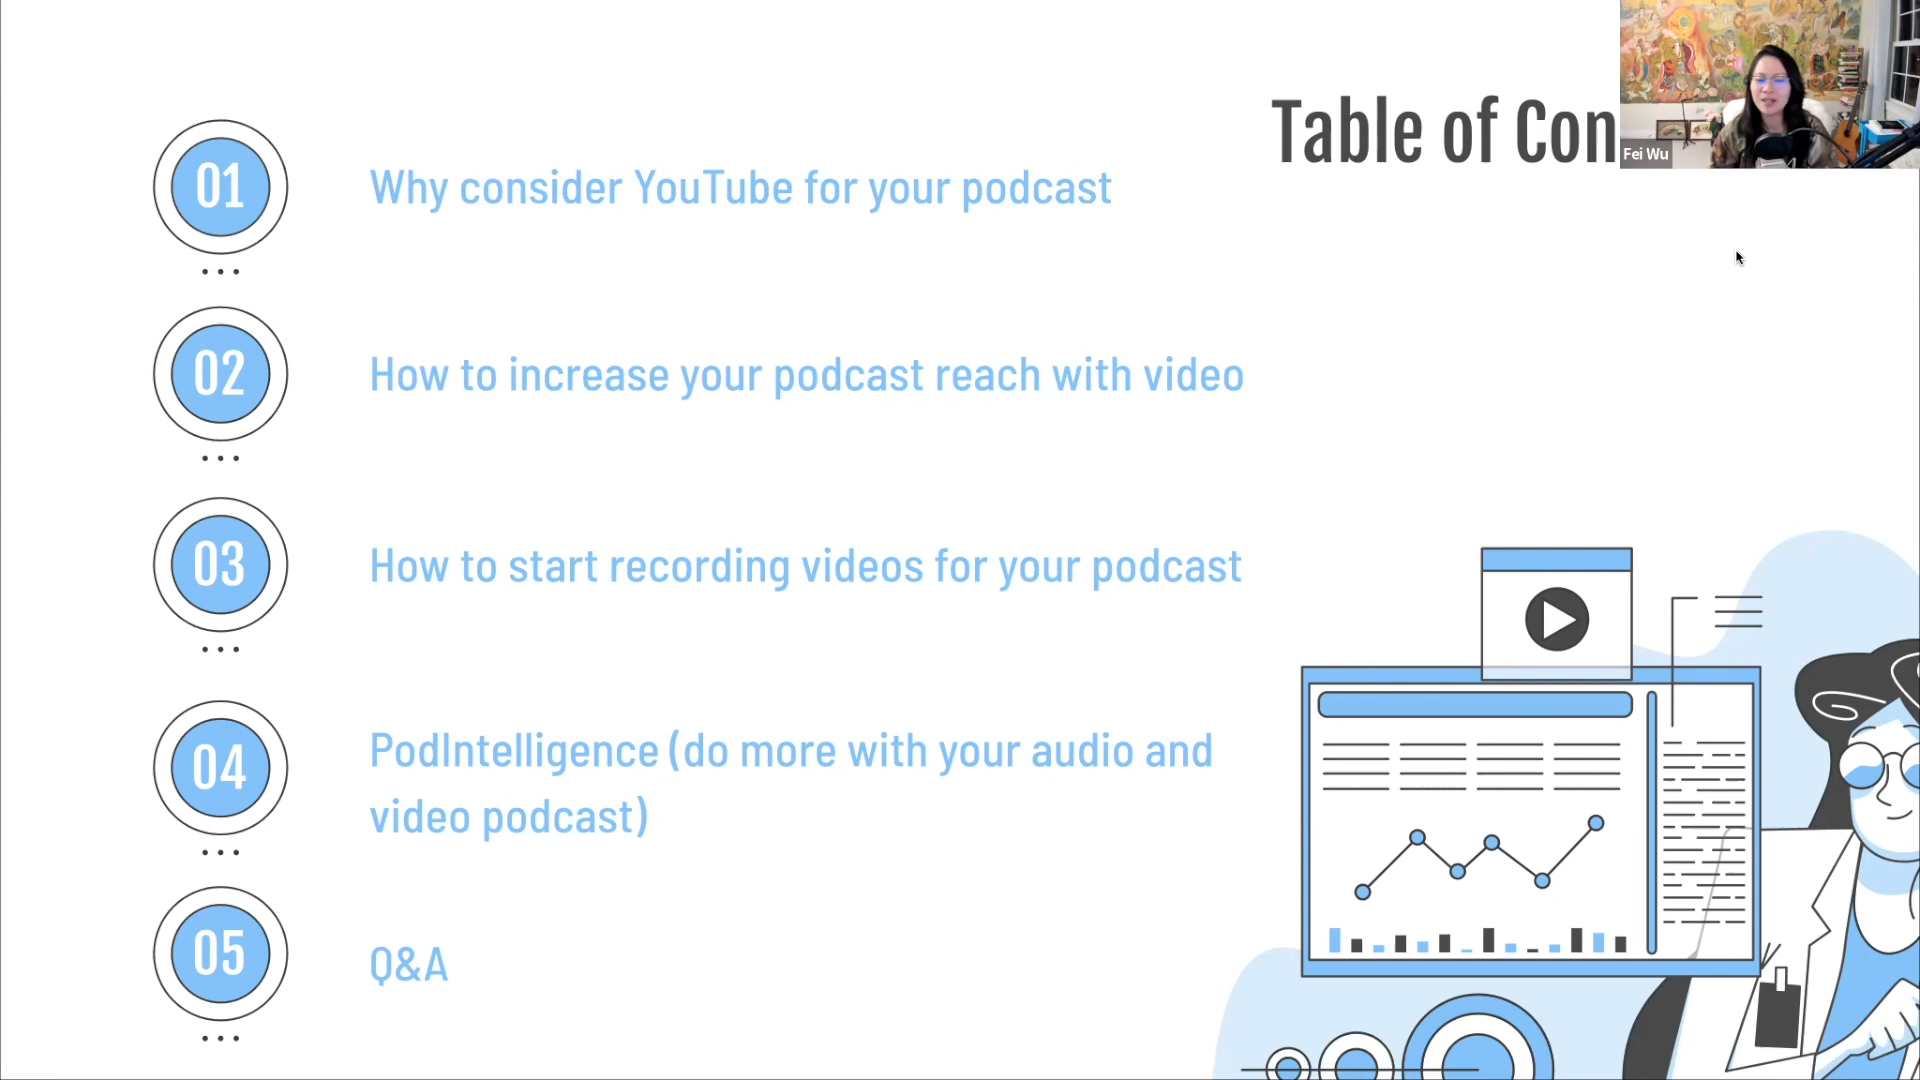 Table of Con
Fei Wu
01
Why consider YouTube for your podcast
02
How to increase your podcast reach with video
03
How to start recording videos for your podcast
04
PodIntelligence (do more with your audio and
video podcast)
05
Q&A